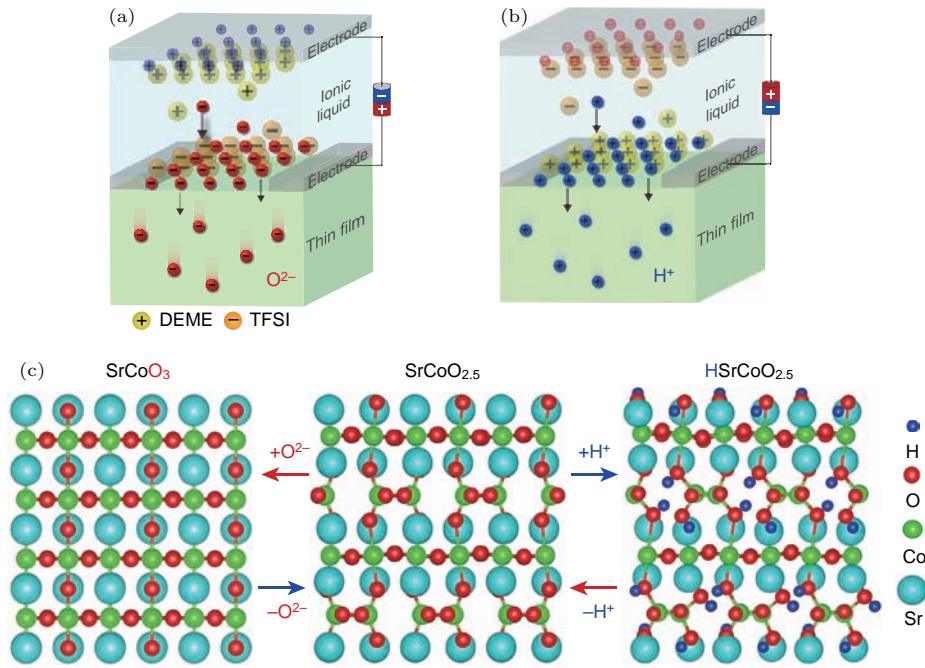 (a)
Electrode
Ionic
liquid
−
+
Electrode
Thin film
O²⁻
+ DEME − TFSI
(b)
Electrode
Ionic
liquid
+
−
Electrode
Thin film
H⁺
(c)
SrCoO₃
SrCoO₂.₅
HSrCoO₂.₅
+O²⁻
−O²⁻
+H⁺
−H⁺
H
O
Co
Sr